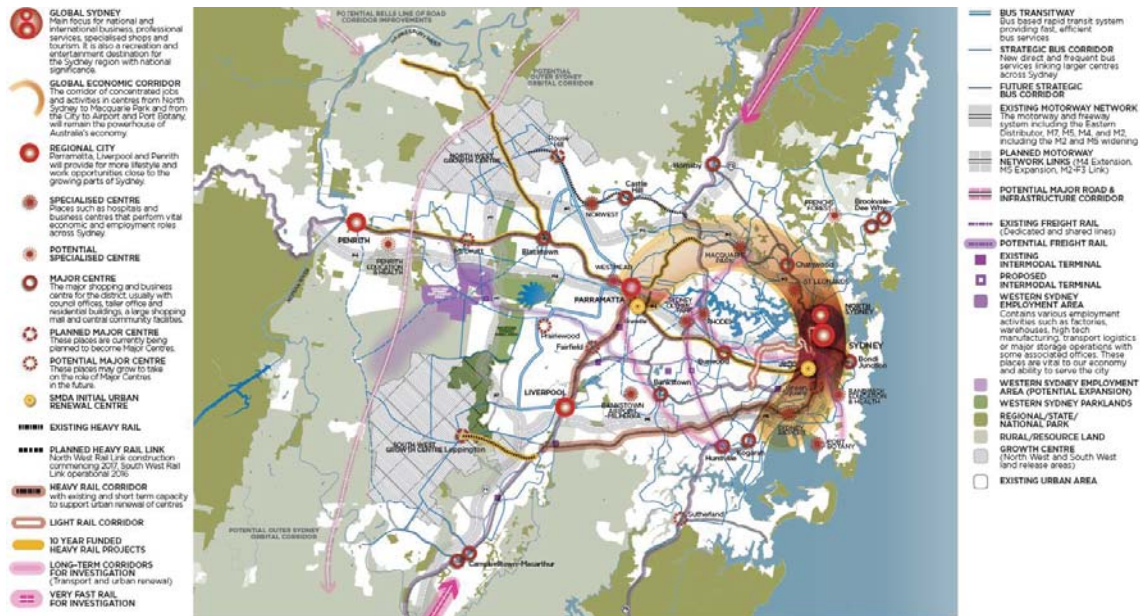 GLOBAL SYDNEY
Main focus for national and
international business, professional
services, specialised shops and
tourism. It is also a recreation and
entertainment destination for
the Sydney region with national
significance.
GLOBAL ECONOMIC CORRIDOR
The corridor of concentrated jobs
and activities in centres from North
Sydney to Macquarie Park and from
the City to Airport and Port Botany,
will remain the powerhouse of
Australia's economy.
REGIONAL CITY
Parramatta, Liverpool and Penrith
will provide for more lifestyle and
work opportunities close to the
growing parts of Sydney.
SPECIALISED CENTRE
Places such as hospitals and
business centres that perform vital
economic and employment roles
across Sydney.
POTENTIAL
SPECIALISED CENTRE
MAJOR CENTRE
The major shopping and business
centre for the district, usually with
council offices, taller office and
residential buildings, a large shopping
mall and central community facilities.
PLANNED MAJOR CENTRE
These places are currently being
planned to become Major Centres.
POTENTIAL MAJOR CENTRE
These places may grow to take
on the role of Major Centres
in the future.
SMDA INITIAL URBAN
RENEWAL CENTRE
EXISTING HEAVY RAIL
PLANNED HEAVY RAIL LINK
North West Rail Link construction
commencing 2017, South West Rail
Link operational 2016
HEAVY RAIL CORRIDOR
with existing and short term capacity
to support urban renewal of centres
LIGHT RAIL CORRIDOR
10 YEAR FUNDED
HEAVY RAIL PROJECTS
LONG-TERM CORRIDORS
FOR INVESTIGATION
(Transport and urban renewal)
VERY FAST RAIL
FOR INVESTIGATION
POTENTIAL BELLS LINE OF ROAD
CORRIDOR IMPROVEMENTS
POTENTIAL
OUTER SYDNEY
ORBITAL CORRIDOR
NORTH WEST
GROWTH CENTRE
Rouse
Hill
Hornsby
Castle
Hill
NORWEST
FRENCHS
FOREST
Brookvale-
Dee Why
PENRITH
PENRITH
EDUCATION
& HEALTH
Mt Druitt
Blacktown
WESTMEAD
PARRAMATTA
MACQUARIE
PARK
Chatswood
ST LEONARDS
NORTH
SYDNEY
SYDNEY
SYDNEY
OLYMPIC
PARK
RHODES
Granville
Prairiewood
Fairfield
Burwood
Bondi
Junction
LIVERPOOL
Bankstown
BANKSTOWN
AIRPORT-
MILPERRA
Green
Square
RANDWICK
EDUCATION
& HEALTH
SYDNEY
AIRPORT
PORT
BOTANY
SOUTH WEST
GROWTH CENTRE
Leppington
Hurstville
Kogarah
Sutherland
POTENTIAL OUTER SYDNEY
ORBITAL CORRIDOR
Campbelltown-Macarthur
BUS TRANSITWAY
Bus based rapid transit system
providing fast, efficient
bus services
STRATEGIC BUS CORRIDOR
New direct and frequent bus
services linking larger centres
across Sydney
FUTURE STRATEGIC
BUS CORRIDOR
EXISTING MOTORWAY NETWORK
The motorway and freeway
system including the Eastern
Distributor, M7, M5, M4, and M2,
including the M2 and M5 widening
PLANNED MOTORWAY
NETWORK LINKS (M4 Extension,
M5 Expansion, M2-F3 Link)
POTENTIAL MAJOR ROAD &
INFRASTRUCTURE CORRIDOR
EXISTING FREIGHT RAIL
(Dedicated and shared lines)
POTENTIAL FREIGHT RAIL
EXISTING
INTERMODAL TERMINAL
PROPOSED
INTERMODAL TERMINAL
WESTERN SYDNEY
EMPLOYMENT AREA
Contains various employment
activities such as factories,
warehouses, high tech
manufacturing, transport logistics
or major storage operations with
some associated offices. These
places are vital to our economy
and ability to serve the city
WESTERN SYDNEY EMPLOYMENT
AREA (POTENTIAL EXPANSION)
WESTERN SYDNEY PARKLANDS
REGIONAL/STATE/
NATIONAL PARK
RURAL/RESOURCE LAND
GROWTH CENTRE
(North West and South West
land release areas)
EXISTING URBAN AREA